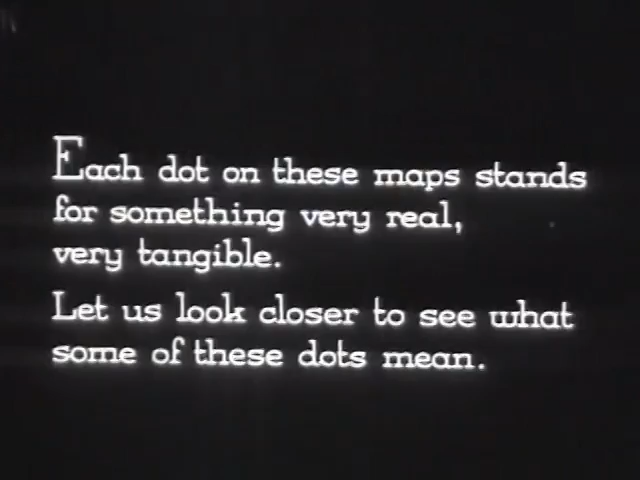 Each dot on these maps stands
for something very real,
very tangible.
Let us look closer to see what
some of these dots mean.